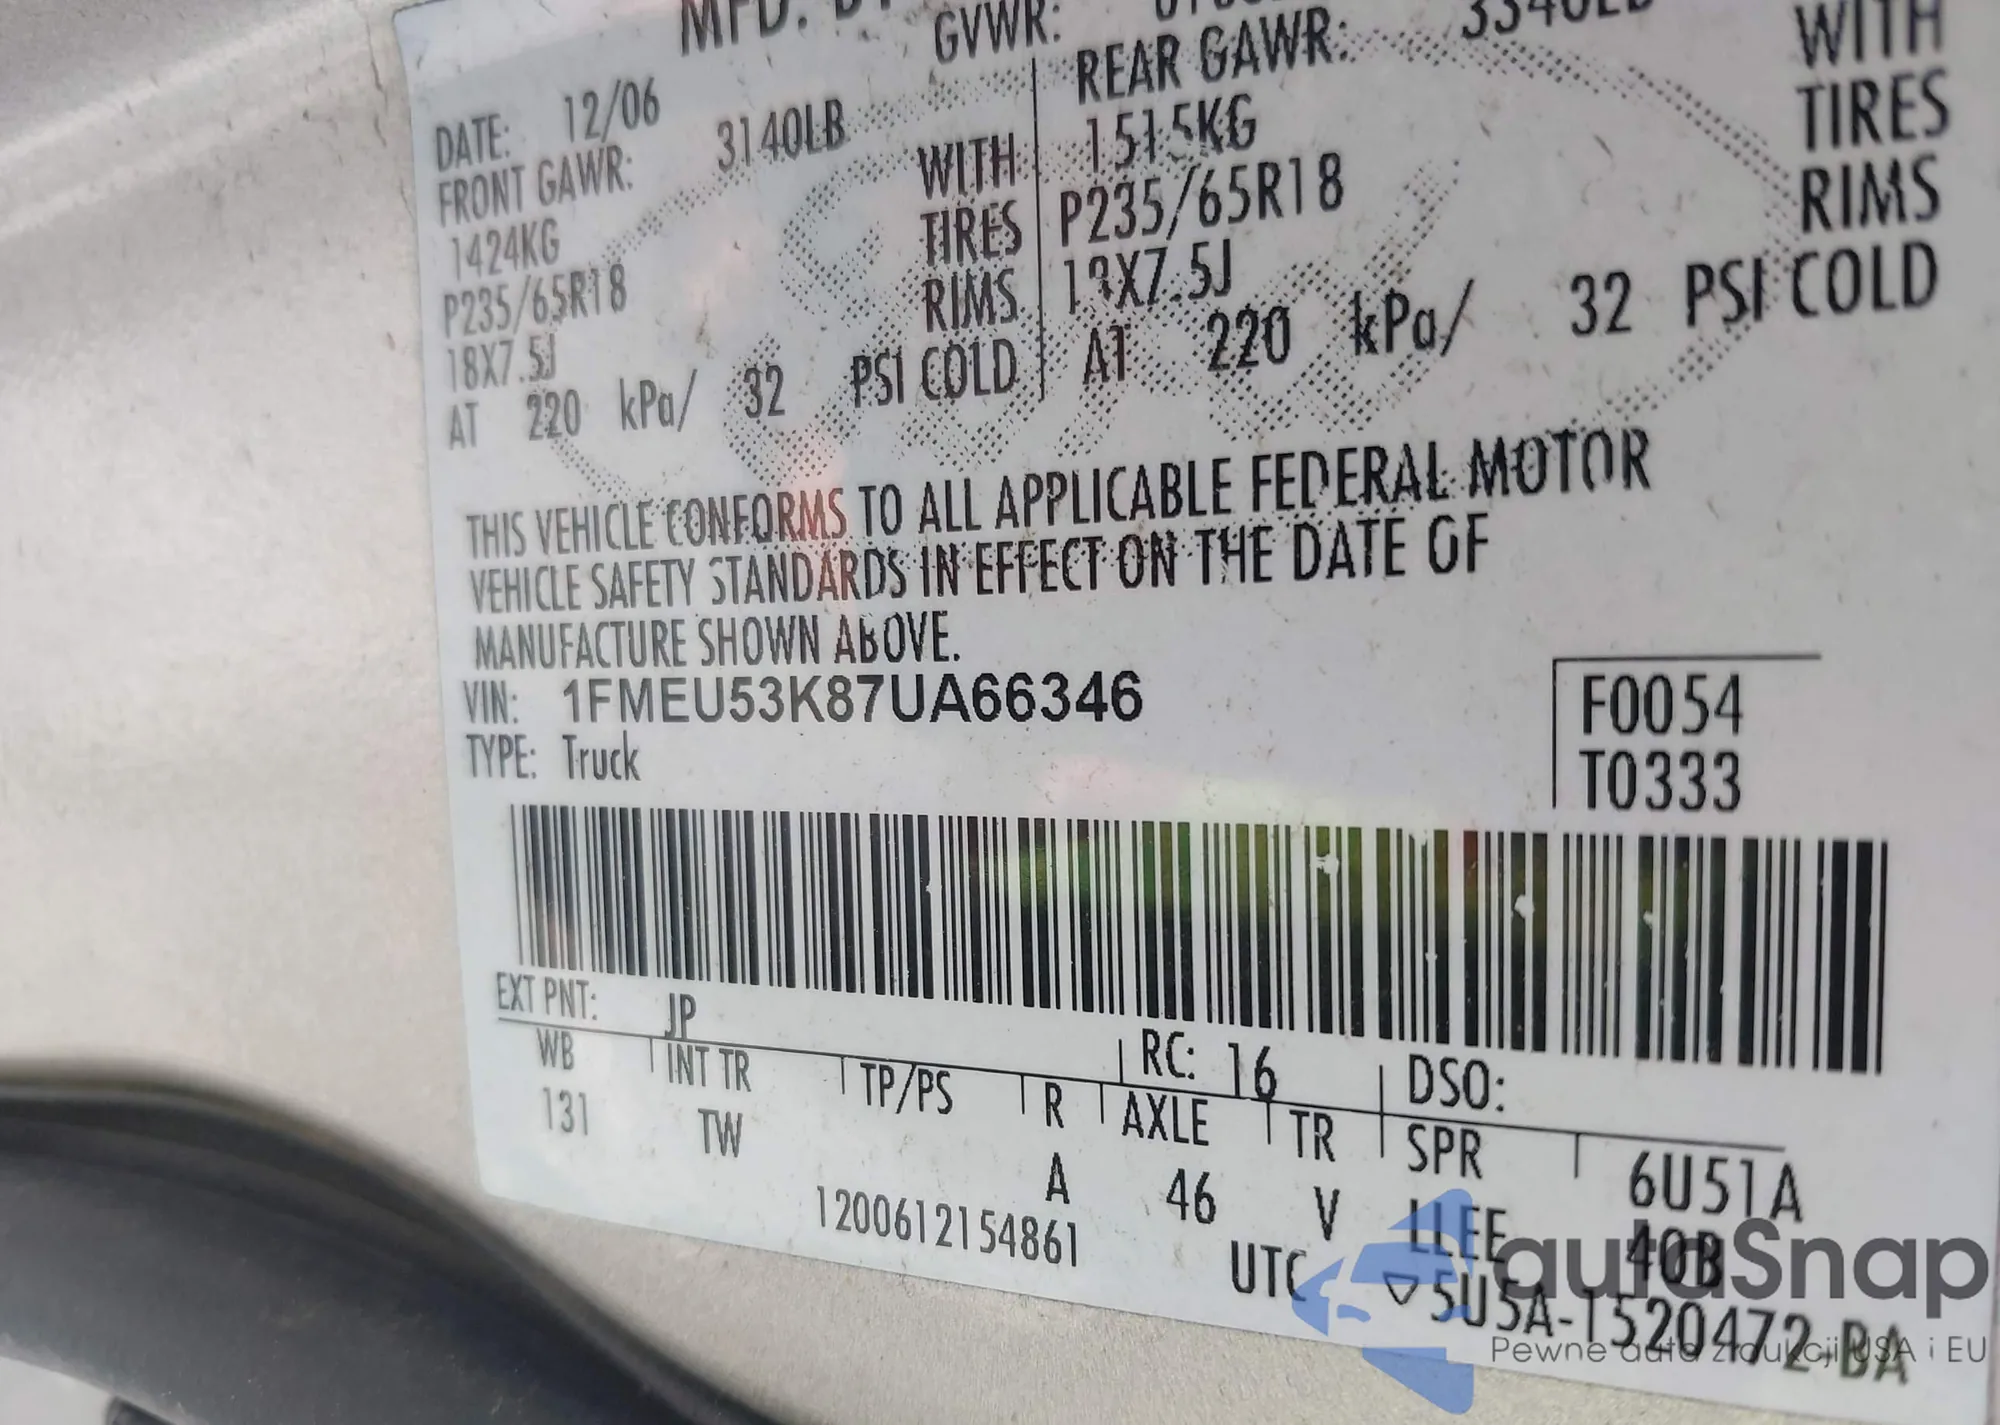 MFD. BY
GVWR:
DATE: 12/06
FRONT GAWR: 3140LB
1424KG WITH
P235/65R18 TIRES
18X7.5J RIMS
AT 220 kPa/ 32 PSI COLD
REAR GAWR: 3340LB
1515KG WITH
P235/65R18 TIRES
18X7.5J RIMS
AT 220 kPa/ 32 PSI COLD
THIS VEHICLE CONFORMS TO ALL APPLICABLE FEDERAL MOTOR
VEHICLE SAFETY STANDARDS IN EFFECT ON THE DATE OF
MANUFACTURE SHOWN ABOVE.
VIN: 1FMEU53K87UA66346
TYPE: Truck
F0054
T0333
EXT PNT: JP RC: 16 DSO:
WB INT TR TP/PS R AXLE TR SPR 6U51A
131 TW A 46 V LLEE 40B
1200612154861 UTC ▽5U5A-1520472-BA
autoSnap
Pewne auta z aukcji USA i EU